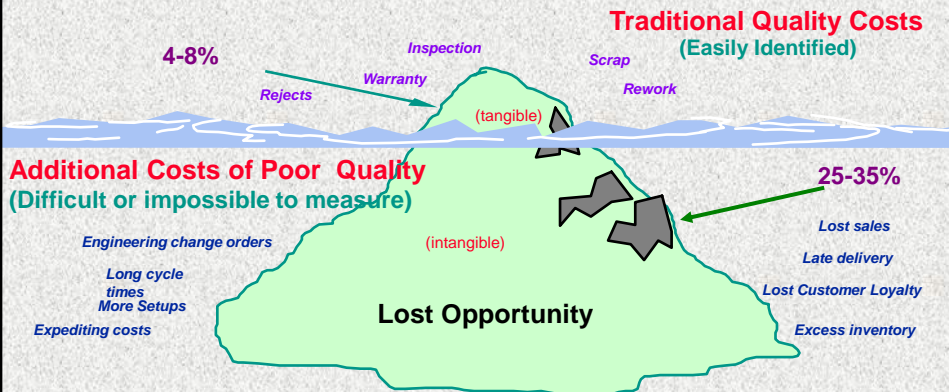 Traditional Quality Costs
(Easily Identified)
4-8%
Inspection
Scrap
Warranty
Rework
Rejects
(tangible)
Additional Costs of Poor Quality
(Difficult or impossible to measure)
25-35%
Engineering change orders
(intangible)
Lost sales
Long cycle
times
Late delivery
More Setups
Lost Customer Loyalty
Lost Opportunity
Expediting costs
Excess inventory